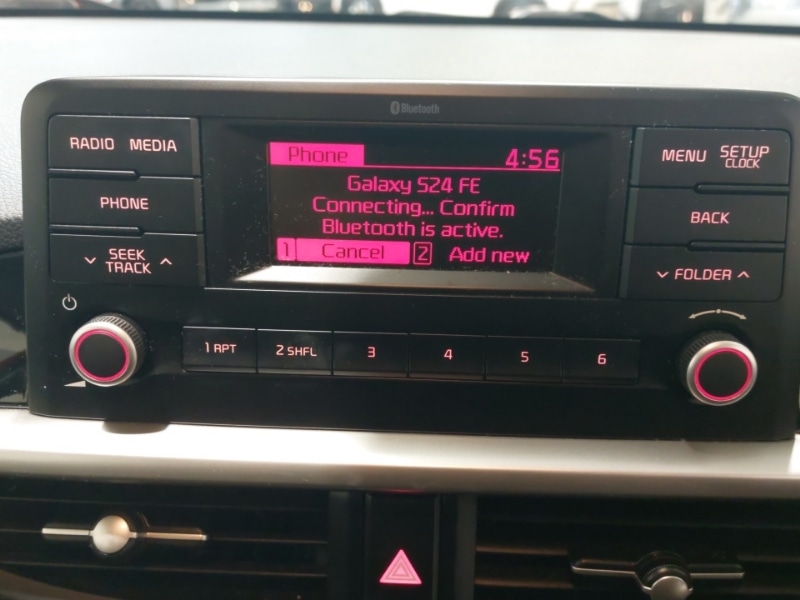 Bluetooth
RADIO MEDIA
PHONE
SEEK
TRACK
Phone 4:56
Galaxy S24 FE
Connecting... Confirm
Bluetooth is active.
1 Cancel 2 Add new
MENU SETUP
CLOCK
BACK
FOLDER
1 RPT 2 SHFL 3 4 5 6